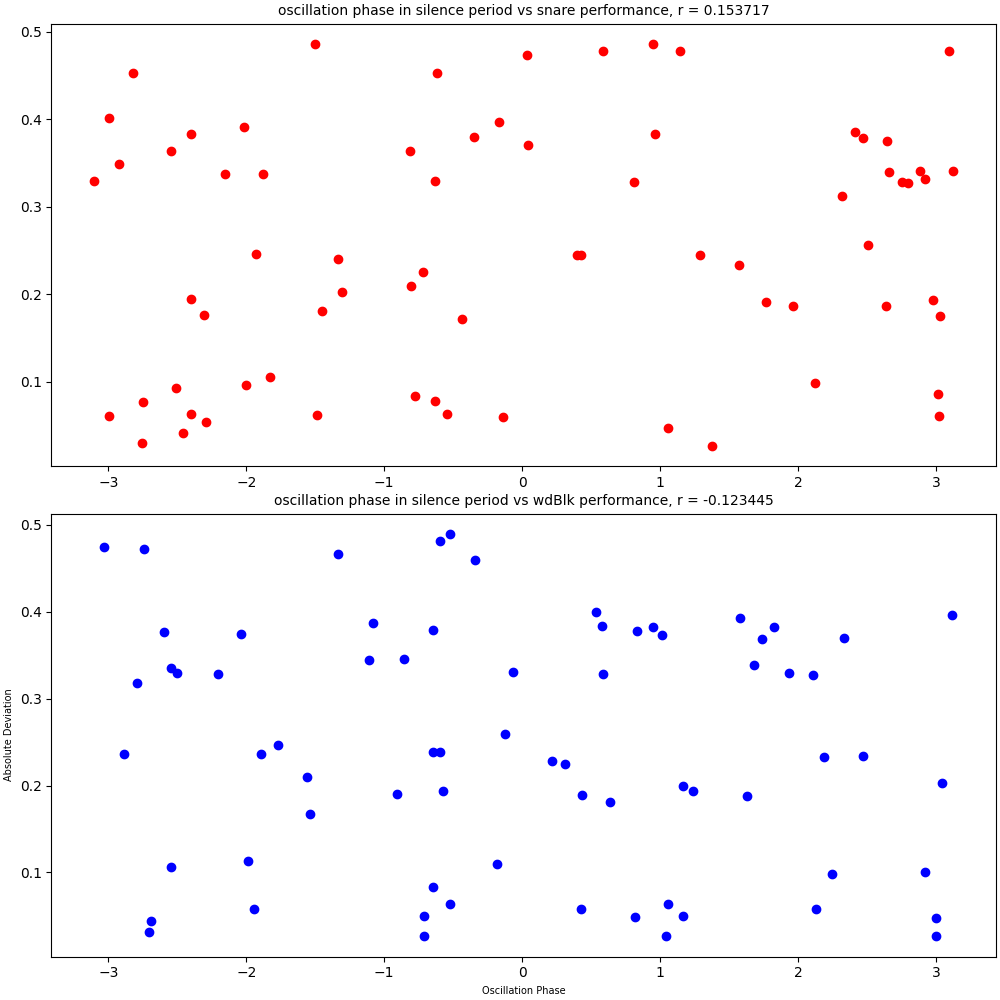 oscillation phase in silence period vs snare performance, r = 0.153717
0.5
0.4
0.3
0.2
0.1
−3 −2 −1 0 1 2 3
oscillation phase in silence period vs wdBlk performance, r = -0.123445
0.5
0.4
0.3
0.2
0.1
Absolute Deviation
−3 −2 −1 0 1 2 3
Oscillation Phase